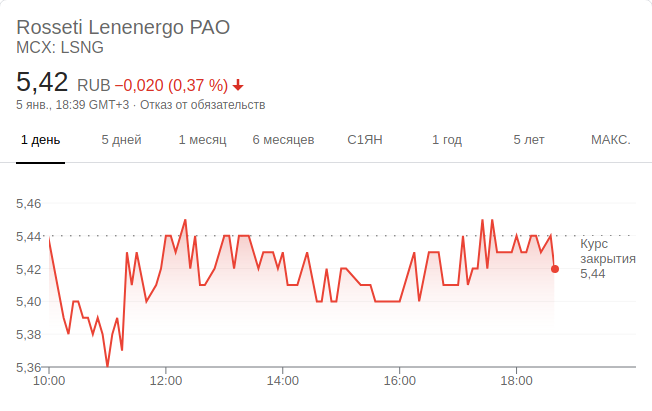 Rosseti Lenenergo PAO
MCX: LSNG
5,42 RUB −0,020 (0,37 %)
5 янв., 18:39 GMT+3 · Отказ от обязательств
1 день 5 дней 1 месяц 6 месяцев С1ЯН 1 год 5 лет МАКС.
5,46
5,44
Курс
закрытия
5,44
5,42
5,40
5,38
5,36
10:00 12:00 14:00 16:00 18:00